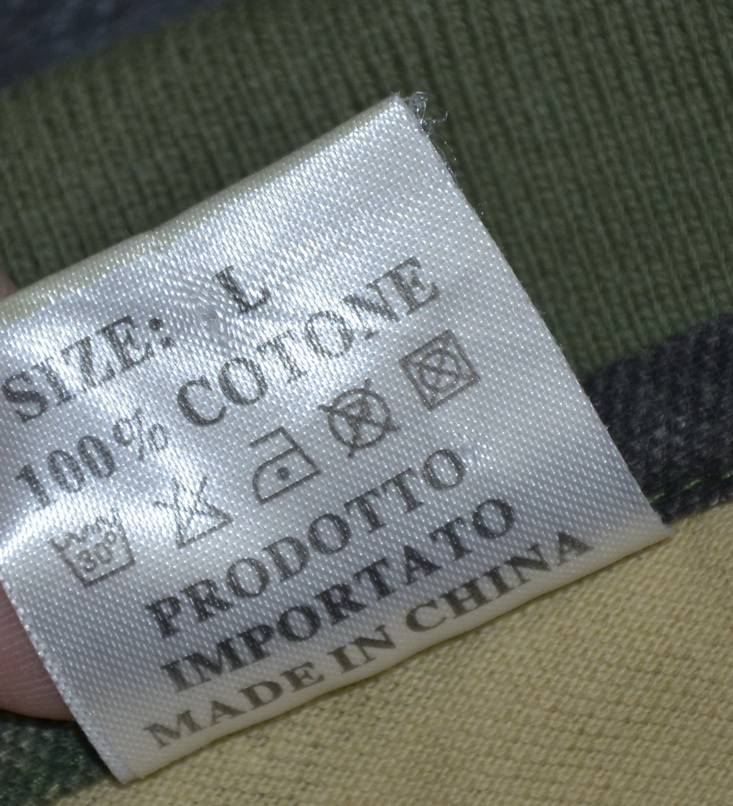 SIZE: L
100% COTONE
30°
PRODOTTO
IMPORTATO
MADE IN CHINA